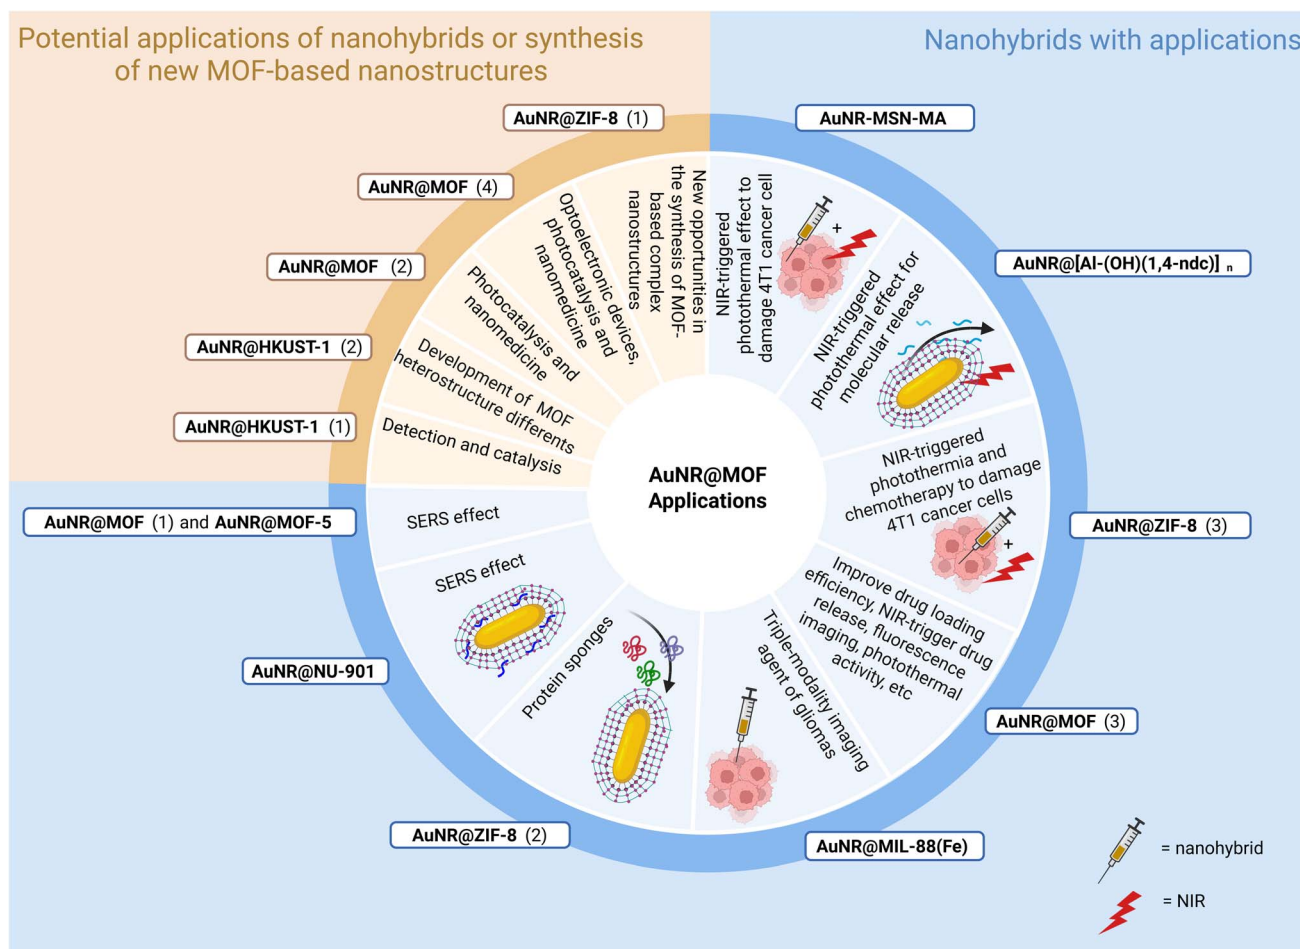 Potential applications of nanohybrids or synthesis
of new MOF-based nanostructures
Nanohybrids with applications
AuNR@ZIF-8 (1)
AuNR-MSN-MA
AuNR@MOF (4)
AuNR@[Al-(OH)(1,4-ndc)] n
AuNR@MOF (2)
AuNR@HKUST-1 (2)
AuNR@HKUST-1 (1)
AuNR@MOF (1) and AuNR@MOF-5
AuNR@ZIF-8 (3)
AuNR@NU-901
AuNR@MOF (3)
AuNR@ZIF-8 (2)
AuNR@MIL-88(Fe)
New opportunities in
the synthesis of MOF-
based complex
nanostructures
NIR-triggered
photothermal effect to
damage 4T1 cancer cell
+
NIR-triggered
photothermal effect for
molecular release
NIR-triggered
photothermia and
chemotherapy to damage
4T1 cancer cells
+
Improve drug loading
efficiency, NIR-trigger drug
release, fluorescence
imaging, photothermal
activity, etc
Triple-modality imaging
agent of gliomas
Protein sponges
SERS effect
SERS effect
Detection and catalysis
Development of MOF
heterostructure differents
Photocatalysis and
nanomedicine
Optoelectronic devices,
photocatalysis and
nanomedicine
AuNR@MOF
Applications
= nanohybrid
= NIR